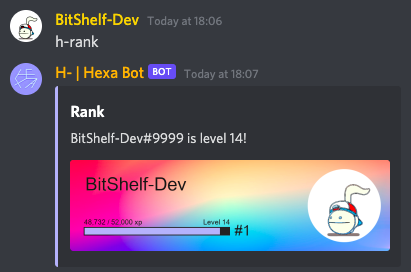 BitShelf-Dev Today at 18:06
h-rank
H- | Hexa Bot BOT Today at 18:07
Rank
BitShelf-Dev#9999 is level 14!
BitShelf-Dev
48,732 / 52,000 xp Level 14
#1